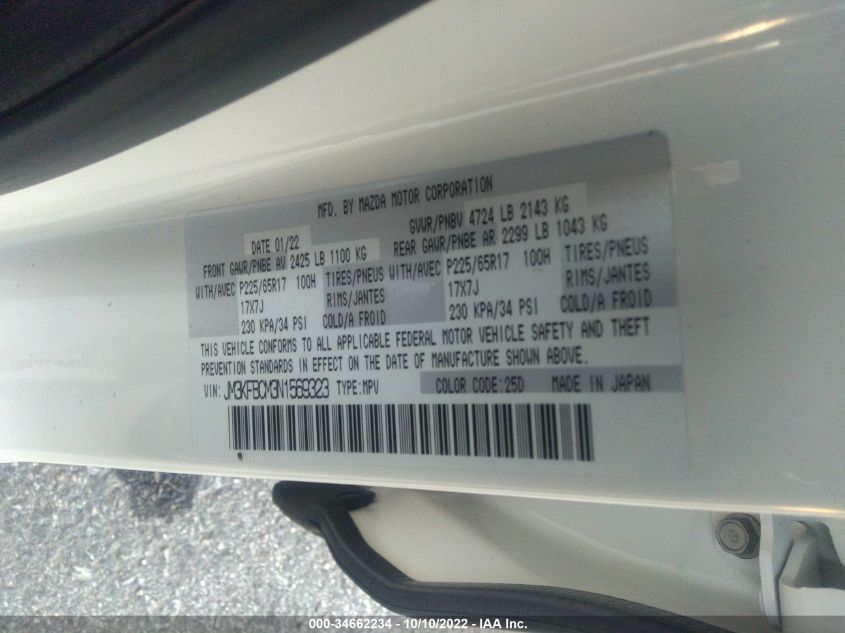 MFD. BY MAZDA MOTOR CORPORATION
DATE 01/22 GVWR/PNBV 4724 LB 2143 KG
FRONT GAWR/PNBE AV 2425 LB 1100 KG REAR GAWR/PNBE AR 2299 LB 1043 KG
WITH/AVEC P225/65R17 100H TIRES/PNEUS WITH/AVEC P225/65R17 100H TIRES/PNEUS
17X7J RIMS/JANTES 17X7J RIMS/JANTES
230 KPA/34 PSI COLD/A FROID 230 KPA/34 PSI COLD/A FROID
THIS VEHICLE CONFORMS TO ALL APPLICABLE FEDERAL MOTOR VEHICLE SAFETY AND THEFT
PREVENTION STANDARDS IN EFFECT ON THE DATE OF MANUFACTURE SHOWN ABOVE.
VIN: JM3KFBCM3N1569323 TYPE:MPV COLOR CODE:25D MADE IN JAPAN
000-34662234 - 10/10/2022 - IAA Inc.